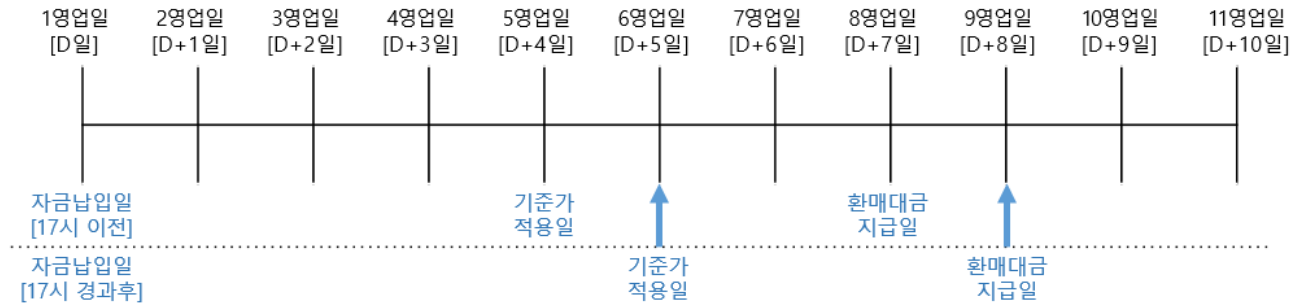 1영업일 2영업일 3영업일 4영업일 5영업일 6영업일 7영업일 8영업일 9영업일 10영업일 11영업일
[D일] [D+1일] [D+2일] [D+3일] [D+4일] [D+5일] [D+6일] [D+7일] [D+8일] [D+9일] [D+10일]
자금납입일 기준가 환매대금
[17시 이전] 적용일 지급일
자금납입일 기준가 환매대금
[17시 경과후] 적용일 지급일